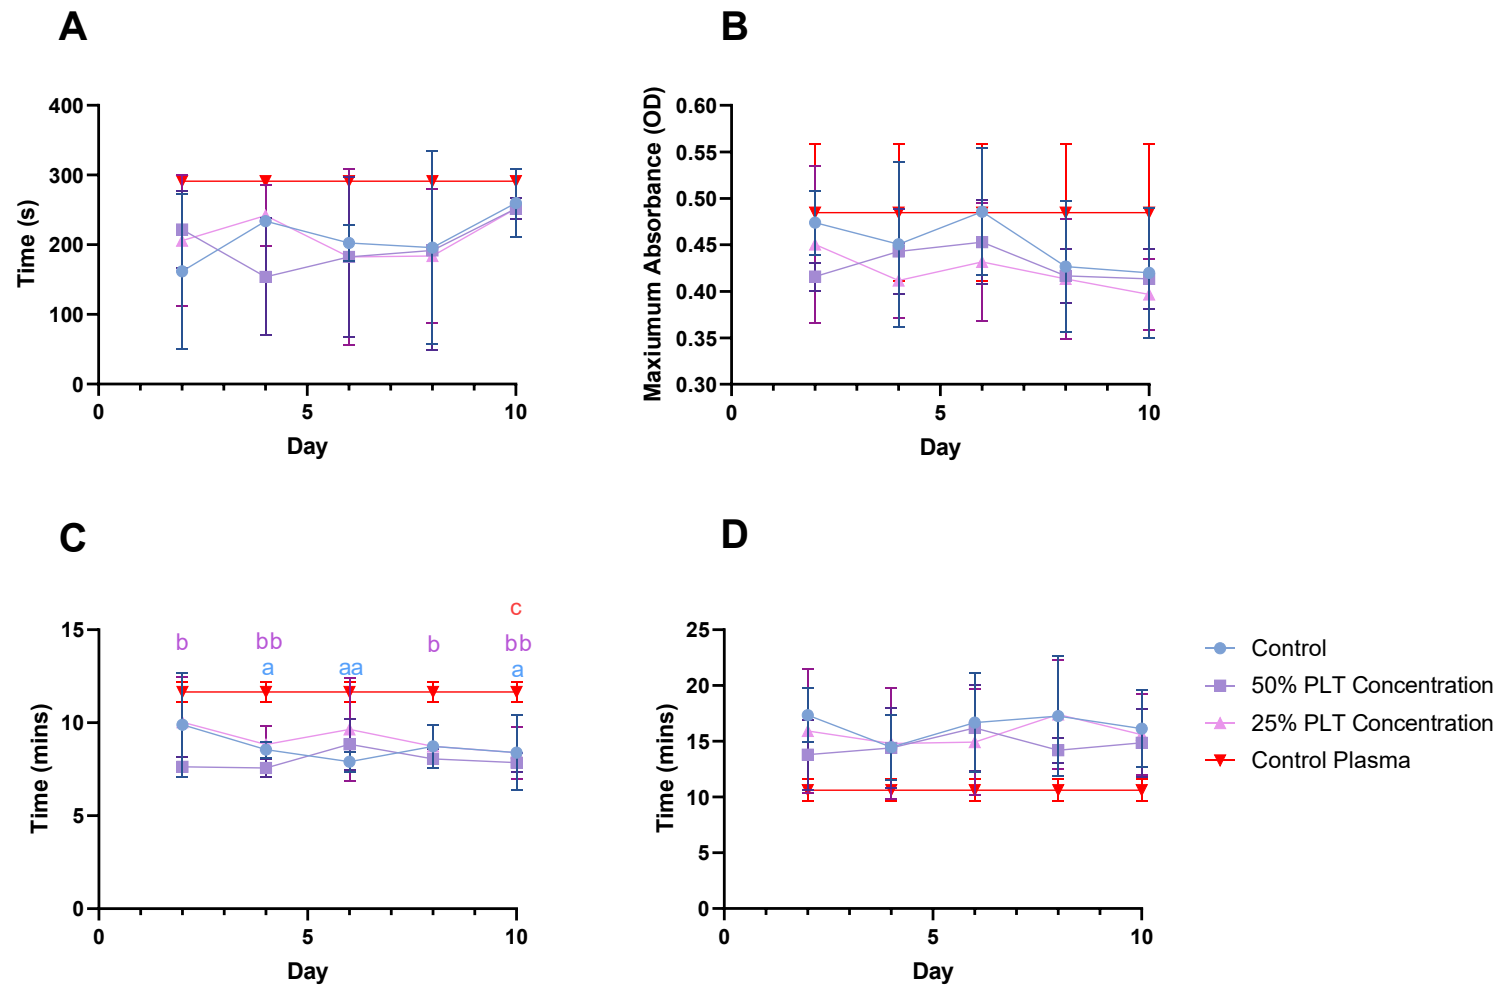 A
B
400
300
200
100
0
Time (s)
0
5
10
Day
0.60
0.55
0.50
0.45
0.40
0.35
0.30
Maxiumum Absorbance (OD)
0
5
10
Day
C
D
c
b
bb
b
bb
a
aa
a
15
10
5
0
Time (mins)
0
5
10
Day
25
20
15
10
5
0
Time (mins)
0
5
10
Day
Control
50% PLT Concentration
25% PLT Concentration
Control Plasma